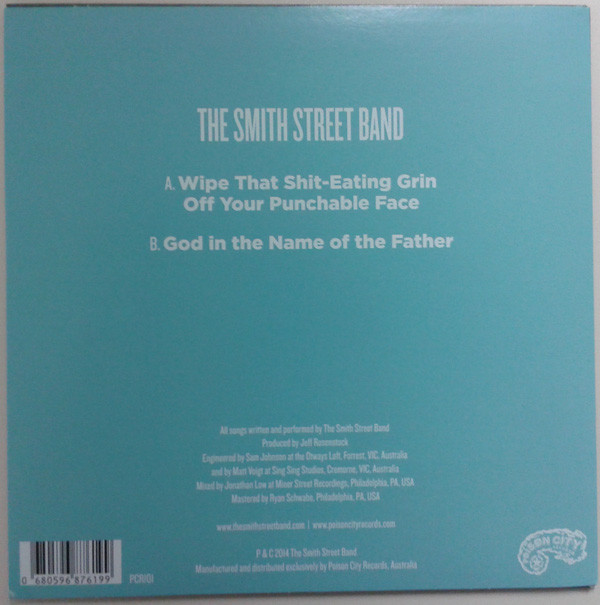 THE SMITH STREET BAND
A. Wipe That Shit-Eating Grin
Off Your Punchable Face
B. God in the Name of the Father
All songs written and performed by The Smith Street Band
Produced by Jeff Rosenstock
Engineered by Sam Johnson at the Otways Loft, Forrest, VIC, Australia
and by Matt Voigt at Sing Sing Studios, Cremorne, VIC, Australia
Mixed by Jonathan Low at Miner Street Recordings, Philadelphia, PA, USA
Mastered by Ryan Schwabe, Philadelphia, PA, USA
www.thesmithstreetband.com | www.poisoncityrecords.com
P & C 2014 The Smith Street Band
Manufactured and distributed exclusively by Poison City Records, Australia
0 680596 876199
PCR101
POISON CITY